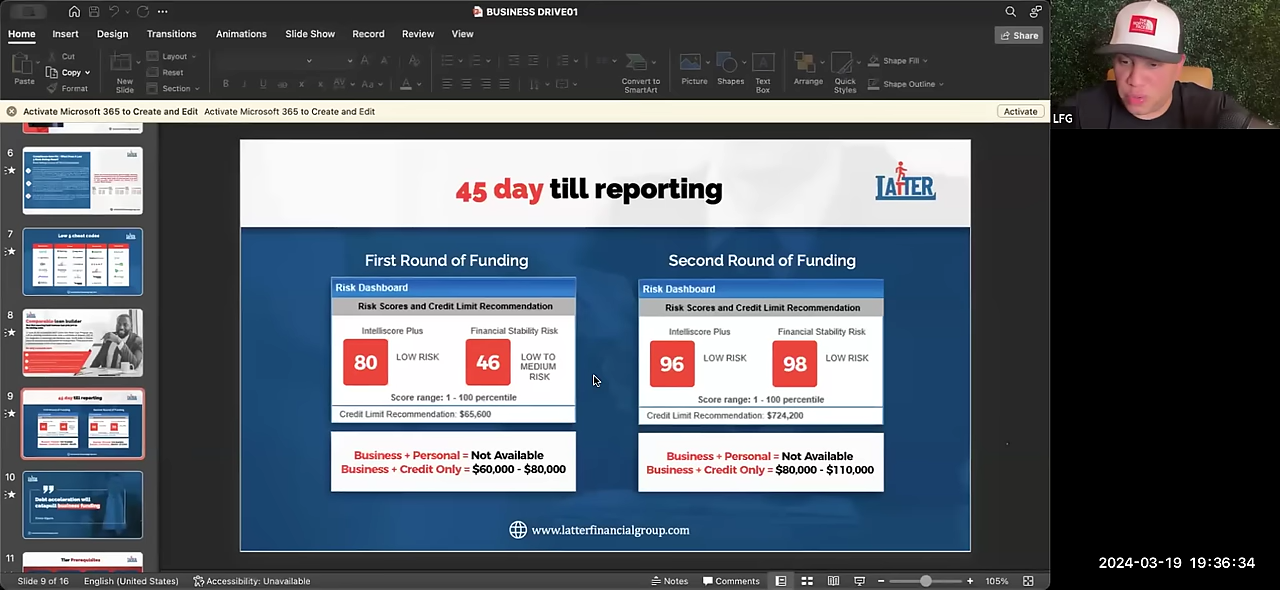 BUSINESS DRIVE01
Home Insert Design Transitions Animations Slide Show Record Review View
Share
Paste
Cut
Copy
Format
New Slide
Layout
Reset
Section
Convert to SmartArt
Picture
Shapes
Text Box
Arrange
Quick Styles
Shape Fill
Shape Outline
Activate Microsoft 365 to Create and Edit Activate Microsoft 365 to Create and Edit
Activate
6
7
Low 5 cheat codes
8
Comparable loan builder
9
45 day till reporting
10
Debt acceleration will
catapult business funding
11
Tier Prerequisites
45 day till reporting
LATTER
First Round of Funding
Risk Dashboard
Risk Scores and Credit Limit Recommendation
Intelliscore Plus Financial Stability Risk
80 LOW RISK 46 LOW TO MEDIUM RISK
Score range: 1 - 100 percentile
Credit Limit Recommendation: $65,600
Business + Personal = Not Available
Business + Credit Only = $60,000 - $80,000
Second Round of Funding
Risk Dashboard
Risk Scores and Credit Limit Recommendation
Intelliscore Plus Financial Stability Risk
96 LOW RISK 98 LOW RISK
Score range: 1 - 100 percentile
Credit Limit Recommendation: $724,200
Business + Personal = Not Available
Business + Credit Only = $80,000 - $110,000
www.latterfinancialgroup.com
Slide 9 of 16 English (United States) Accessibility: Unavailable
Notes Comments 105%
THE NORTH FACE
LFG
2024-03-19 19:36:34